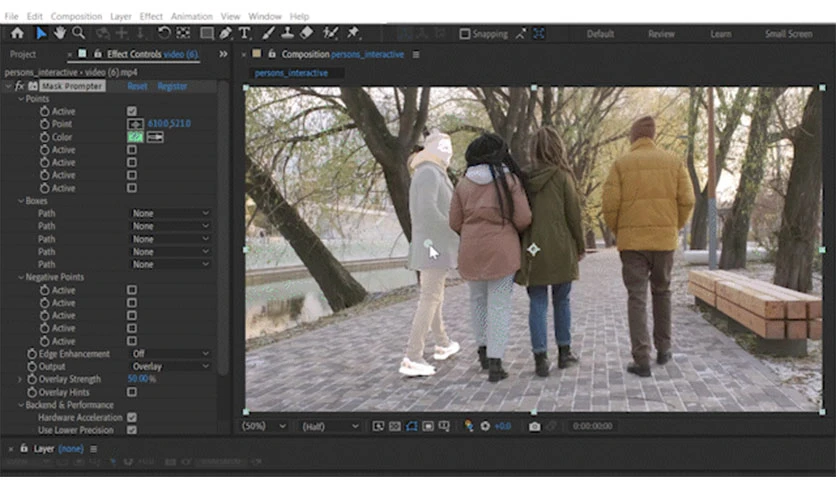 File Edit Composition Layer Effect Animation View Window Help
Snapping Default Review Learn Small Screen
Project Effect Controls video (6). Composition persons_interactive
persons_interactive • video (6).mp4 persons_interactive
fx Mask Prompter Reset Register
Points
Active
Point 610.0,521.0
Color
Active
Active
Active
Active
Boxes
Path None
Path None
Path None
Path None
Path None
Negative Points
Active
Active
Active
Active
Active
Edge Enhancement Off
Output Overlay
Overlay Strength 50.00 %
Overlay Hints
Backend & Performance
Hardware Acceleration
Use Lower Precision
(50%) (Half) +0.0 0:00:00:00
Layer (none)